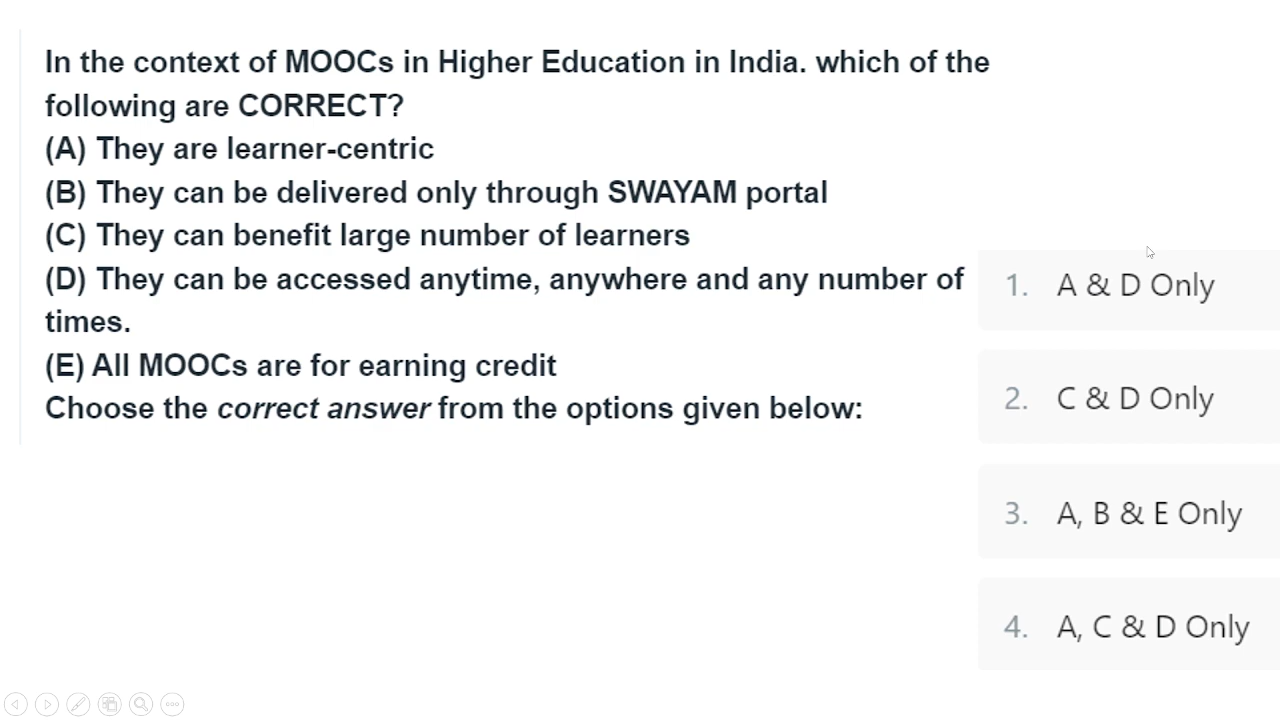 In the context of MOOCs in Higher Education in India. which of the
following are CORRECT?
(A) They are learner-centric
(B) They can be delivered only through SWAYAM portal
(C) They can benefit large number of learners
(D) They can be accessed anytime, anywhere and any number of
times.
(E) All MOOCs are for earning credit
Choose the correct answer from the options given below:
1. A & D Only
2. C & D Only
3. A, B & E Only
4. A, C & D Only